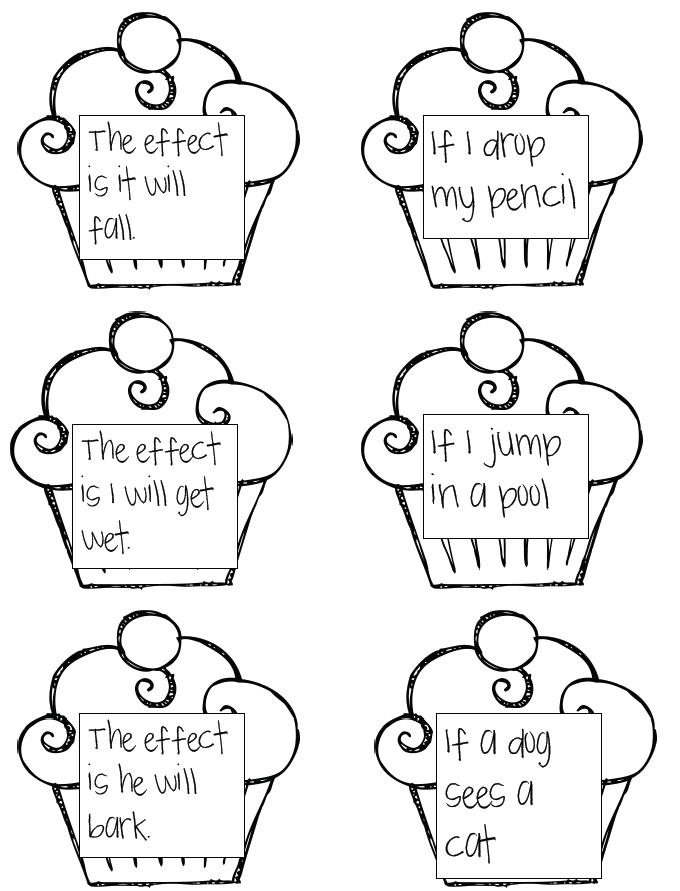 The effect
is it will
fall.
If I drop
my pencil
The effect
is I will get
wet.
If I jump
in a pool
The effect
is he will
bark.
If a dog
sees a
cat